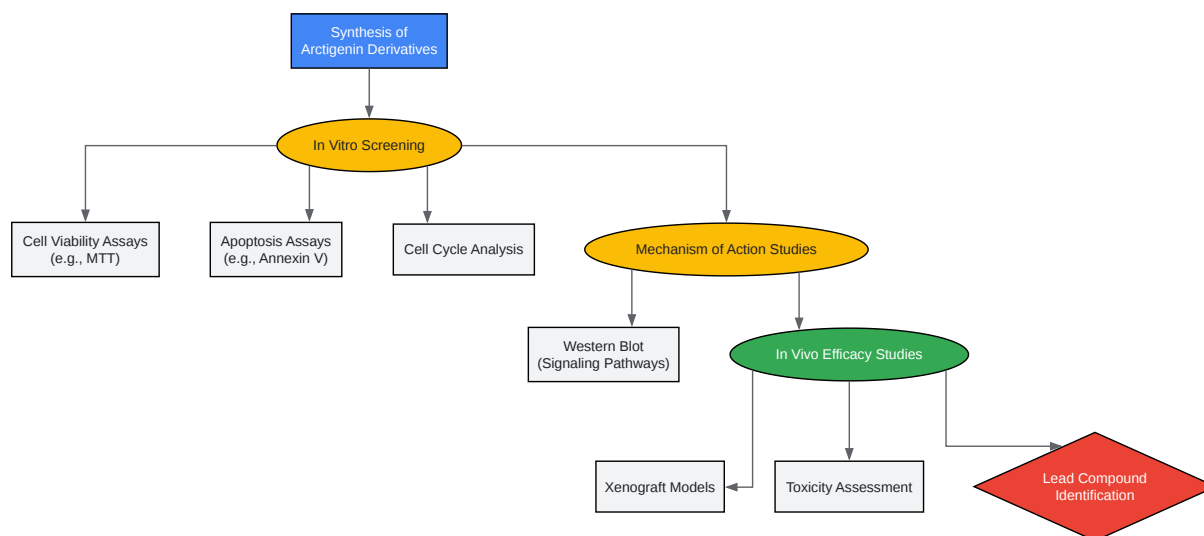 Synthesis of
Arctigenin Derivatives
In Vitro Screening
Cell Viability Assays
(e.g., MTT)
Apoptosis Assays
(e.g., Annexin V)
Cell Cycle Analysis
Mechanism of Action Studies
Western Blot
(Signaling Pathways)
In Vivo Efficacy Studies
Xenograft Models
Toxicity Assessment
Lead Compound
Identification